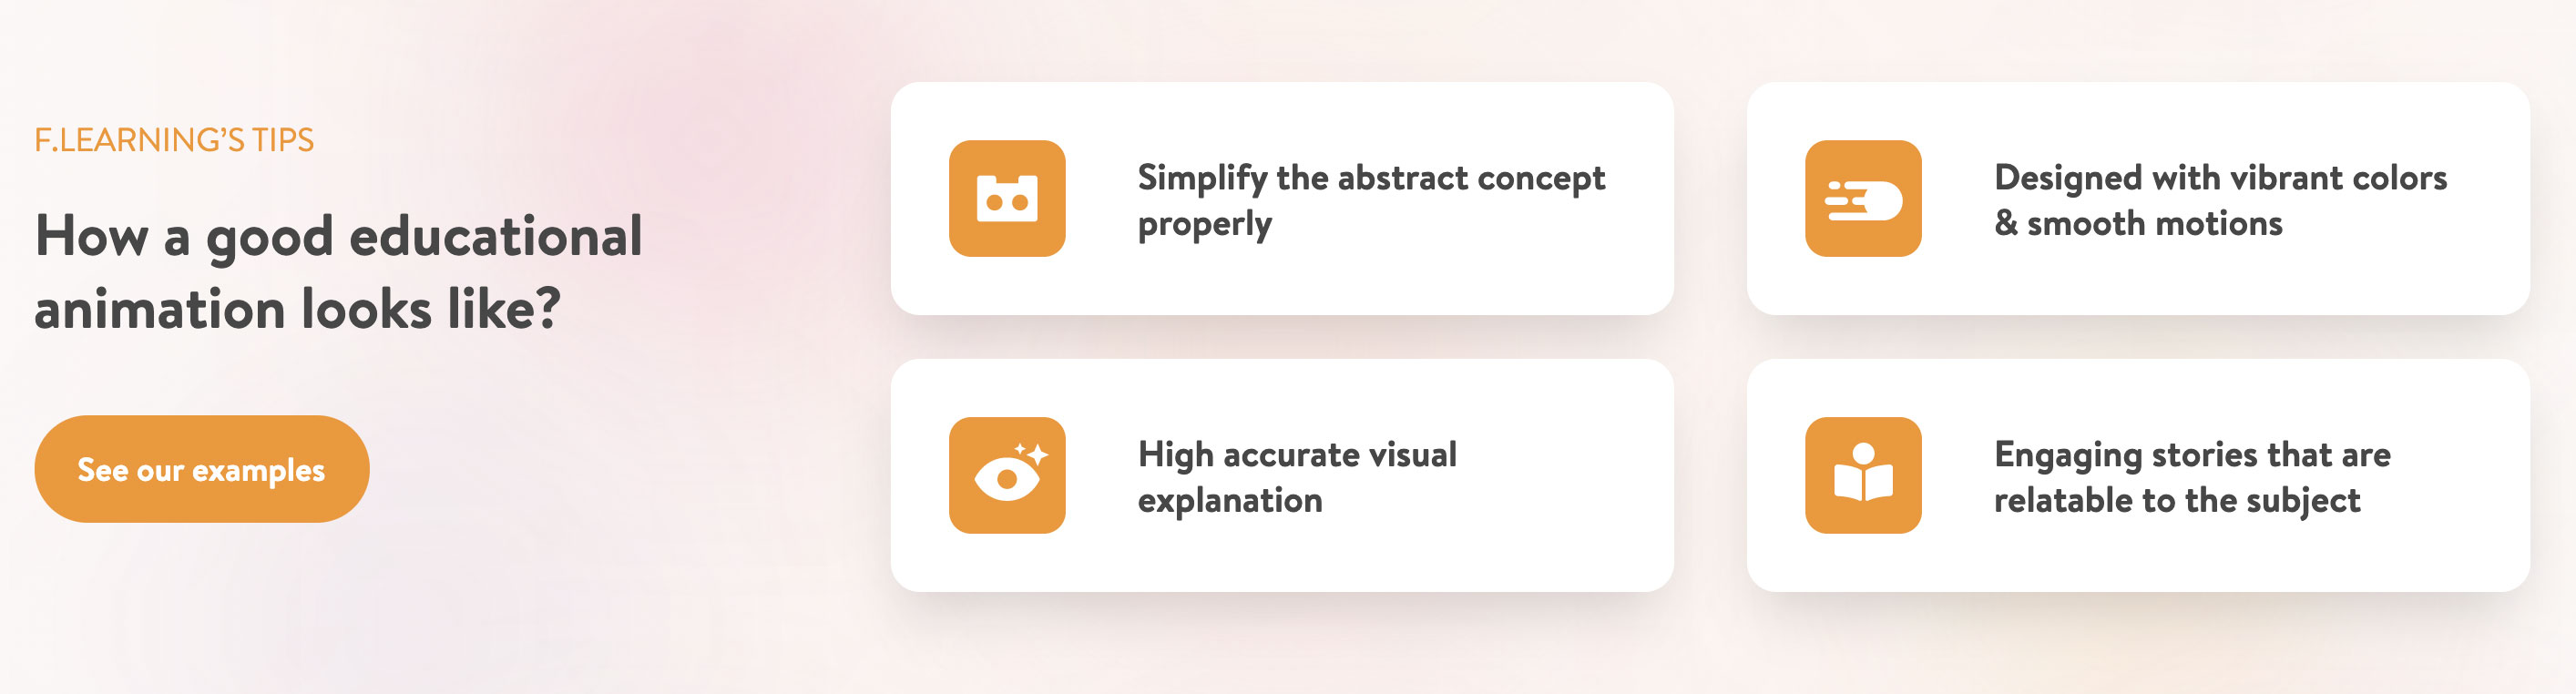 F.LEARNING’S TIPS
How a good educational
animation looks like?
See our examples
Simplify the abstract concept
properly
Designed with vibrant colors
& smooth motions
High accurate visual
explanation
Engaging stories that are
relatable to the subject